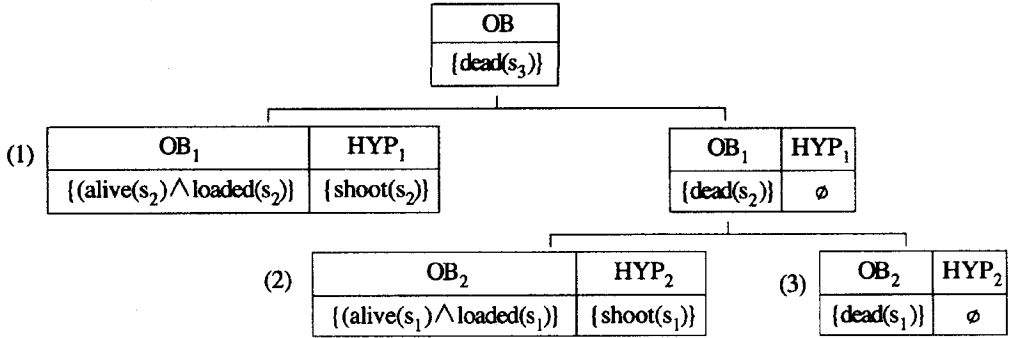 OB
{dead(s₃)}
(1) OB₁ HYP₁ OB₁ HYP₁
{(alive(s₂)∧loaded(s₂)} {shoot(s₂)} {dead(s₂)} ø
(2) OB₂ HYP₂ (3) OB₂ HYP₂
{(alive(s₁)∧loaded(s₁)} {shoot(s₁)} {dead(s₁)} ø